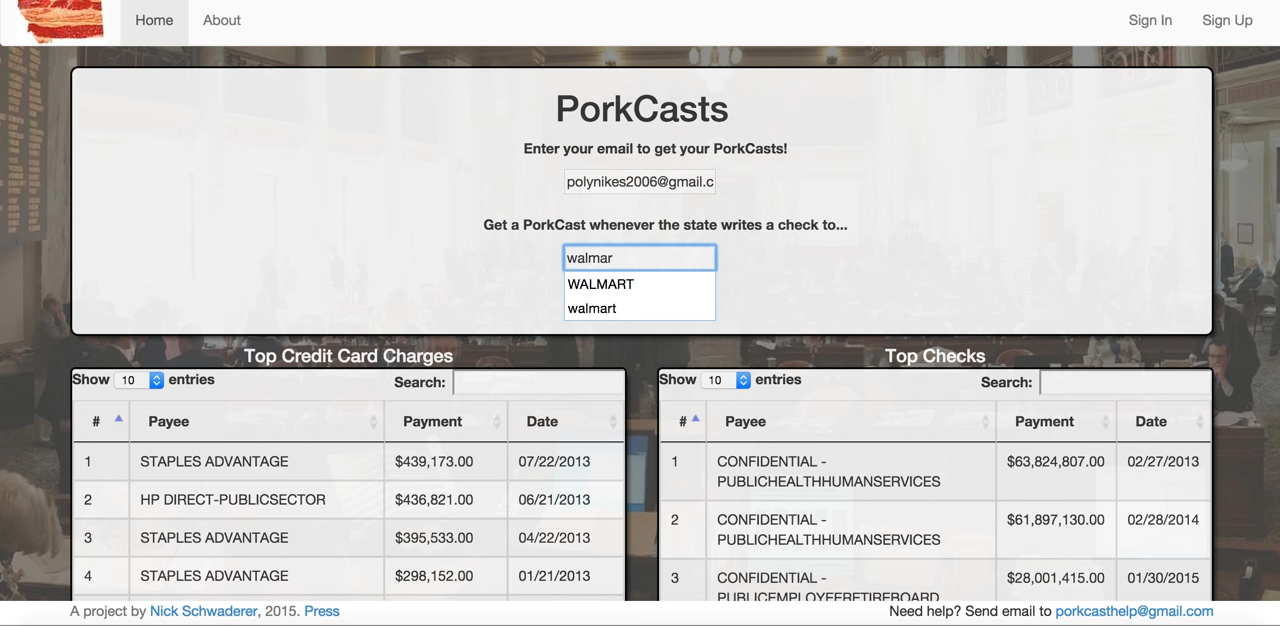 Home About Sign In Sign Up
PorkCasts
Enter your email to get your PorkCasts!
polynikes2006@gmail.c
Get a PorkCast whenever the state writes a check to...
walmar
WALMART
walmart
Top Credit Card Charges
Show 10 entries Search:
# Payee Payment Date
1 STAPLES ADVANTAGE $439,173.00 07/22/2013
2 HP DIRECT-PUBLICSECTOR $436,821.00 06/21/2013
3 STAPLES ADVANTAGE $395,533.00 04/22/2013
4 STAPLES ADVANTAGE $298,152.00 01/21/2013
Top Checks
Show 10 entries Search:
# Payee Payment Date
1 CONFIDENTIAL - $63,824,807.00 02/27/2013
PUBLICHEALTHHUMANSERVICES
2 CONFIDENTIAL - $61,897,130.00 02/28/2014
PUBLICHEALTHHUMANSERVICES
3 CONFIDENTIAL - $28,001,415.00 01/30/2015
PUBLICEMPLOYEERETIREBOARD
A project by Nick Schwaderer, 2015. Press
Need help? Send email to porkcasthelp@gmail.com